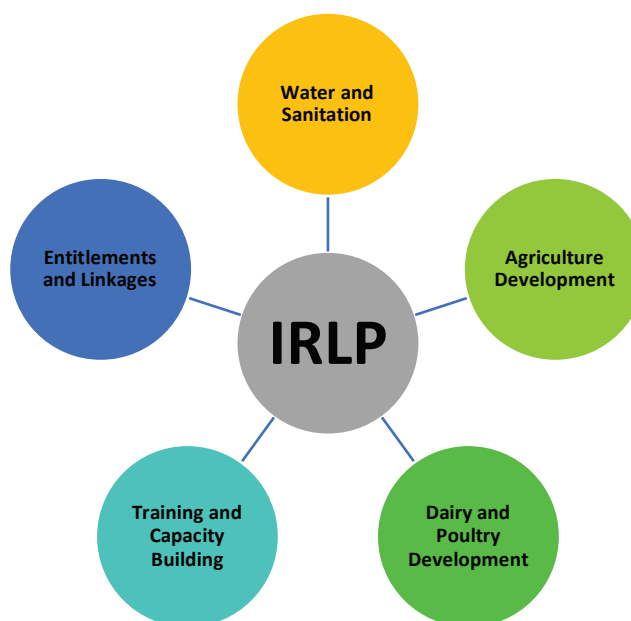 Water and
Sanitation
Entitlements
and Linkages
Agriculture
Development
IRLP
Training and
Capacity
Building
Dairy and
Poultry
Development